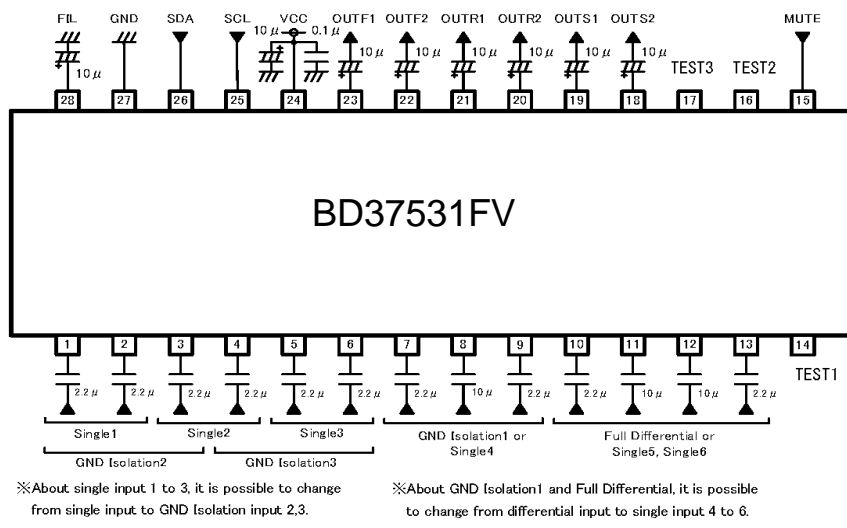 FIL GND SDA SCL VCC OUTF1 OUTF2 OUTR1 OUTR2 OUTS1 OUTS2 MUTE
10μ 0.1μ
10μ 10μ 10μ 10μ 10μ 10μ 10μ
TEST3 TEST2
28 27 26 25 24 23 22 21 20 19 18 17 16 15
BD37531FV
1 2 3 4 5 6 7 8 9 10 11 12 13 14
TEST1
2.2μ 2.2μ 2.2μ 2.2μ 2.2μ 2.2μ 2.2μ 10μ 2.2μ 2.2μ 10μ 10μ 2.2μ
Single1 Single2 Single3 GND Isolation1 or Full Differential or
Single4 Single5, Single6
GND Isolation2 GND Isolation3
※About single input 1 to 3, it is possible to change
from single input to GND Isolation input 2,3.
※About GND Isolation1 and Full Differential, it is possible
to change from differential input to single input 4 to 6.